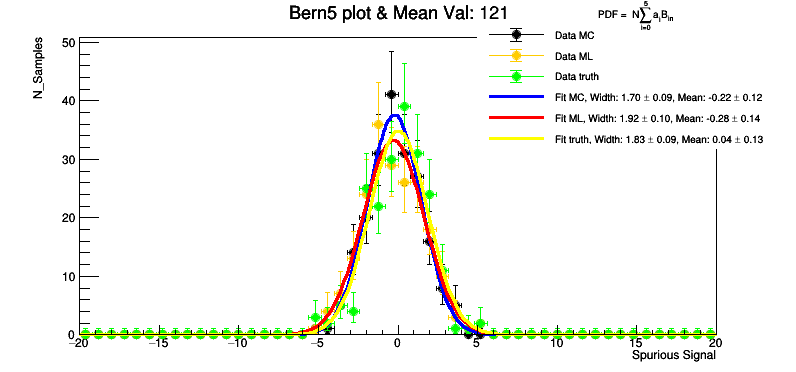 Bern5 plot & Mean Val: 121
PDF = N∑⁵ᵢ₌₀ aᵢBᵢₙ
Data MC
Data ML
Data truth
Fit MC, Width: 1.70 ± 0.09, Mean: -0.22 ± 0.12
Fit ML, Width: 1.92 ± 0.10, Mean: -0.28 ± 0.14
Fit truth, Width: 1.83 ± 0.09, Mean: 0.04 ± 0.13
N_Samples
50
40
30
20
10
0
−20 −15 −10 −5 0 5 10 15 20
Spurious Signal